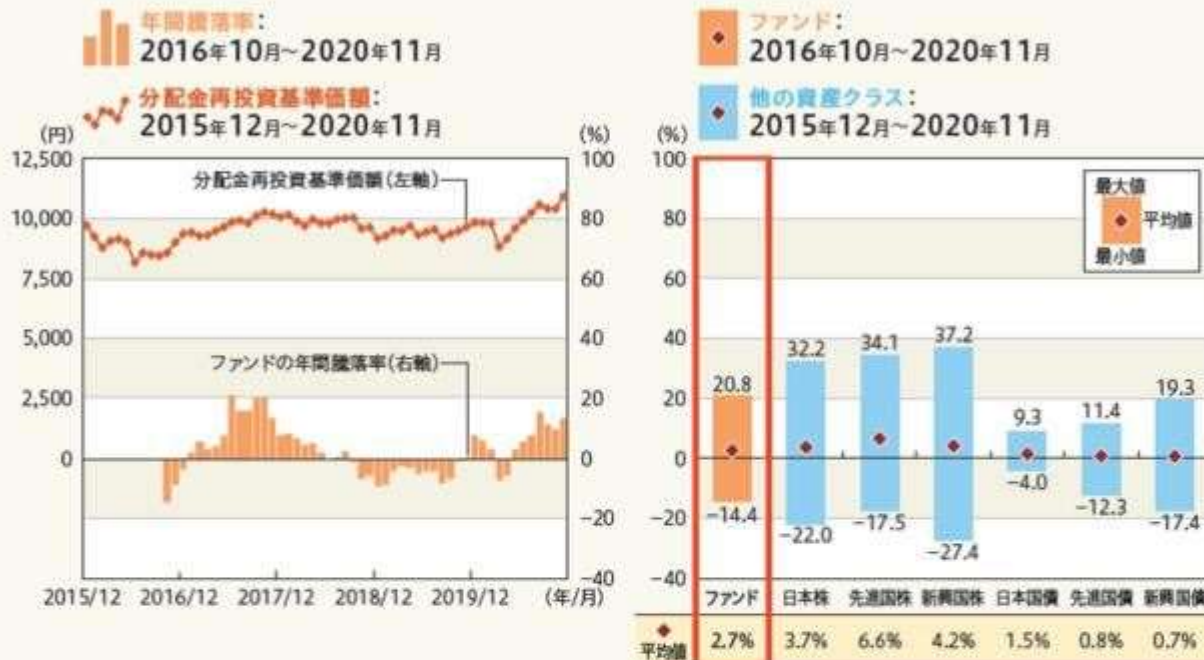 年間騰落率：
2016年10月～2020年11月
分配金再投資基準価額：
2015年12月～2020年11月
(円)
(%)
12,500
10,000
7,500
5,000
2,500
0
100
80
60
40
20
0
−20
−40
分配金再投資基準価額(左軸)
ファンドの年間騰落率(右軸)
2015/12 2016/12 2017/12 2018/12 2019/12 (年/月)
ファンド：
2016年10月～2020年11月
他の資産クラス：
2015年12月～2020年11月
(%)
100
80
60
40
20
0
−20
−40
最大値
平均値
最小値
20.8 32.2 34.1 37.2 9.3 11.4 19.3
−14.4 −22.0 −17.5 −27.4 −4.0 −12.3 −17.4
ファンド 日本株 先進国株 新興国株 日本国債 先進国債 新興国債
平均値 2.7% 3.7% 6.6% 4.2% 1.5% 0.8% 0.7%